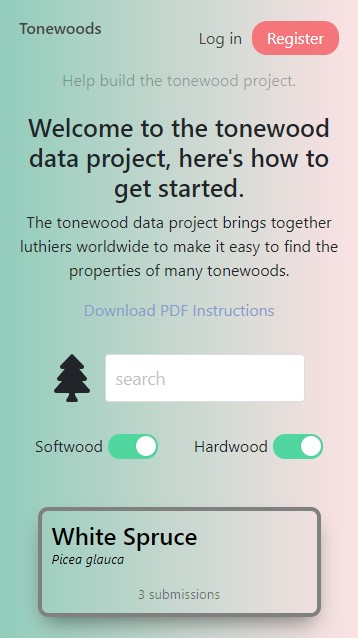 Tonewoods
Log in
Register
Help build the tonewood project.
Welcome to the tonewood
data project, here's how to
get started.
The tonewood data project brings together
luthiers worldwide to make it easy to find the
properties of many tonewoods.
Download PDF Instructions
search
Softwood
Hardwood
White Spruce
Picea glauca
3 submissions